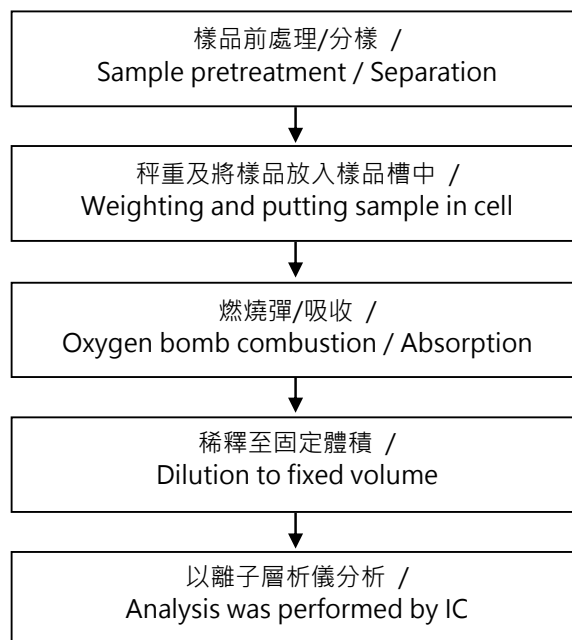 樣品前處理/分樣 /
Sample pretreatment / Separation
秤重及將樣品放入樣品槽中 /
Weighting and putting sample in cell
燃燒彈/吸收 /
Oxygen bomb combustion / Absorption
稀釋至固定體積 /
Dilution to fixed volume
以離子層析儀分析 /
Analysis was performed by IC